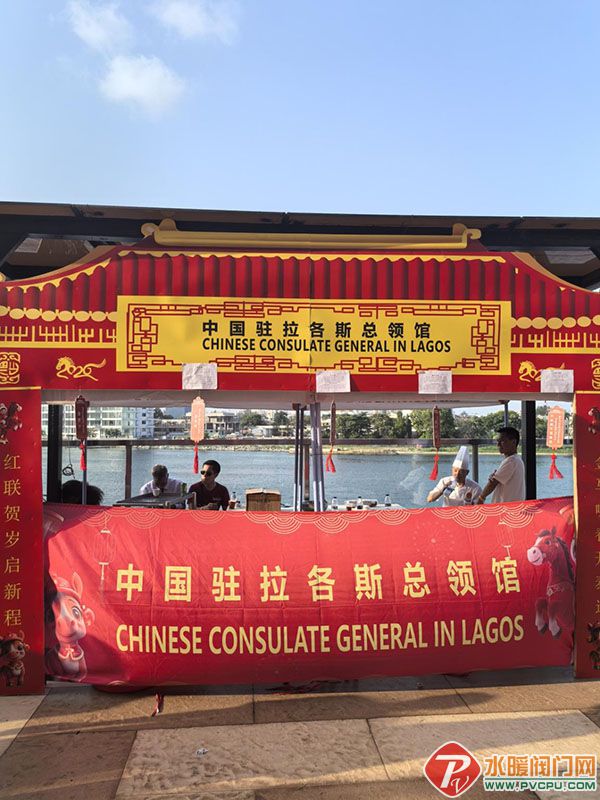 中国驻拉各斯总领馆
CHINESE CONSULATE GENERAL IN LAGOS
红联贺岁启新程
中国驻拉各斯总领馆
CHINESE CONSULATE GENERAL IN LAGOS
PV
水暖阀门网
WWW.PVCPU.COM